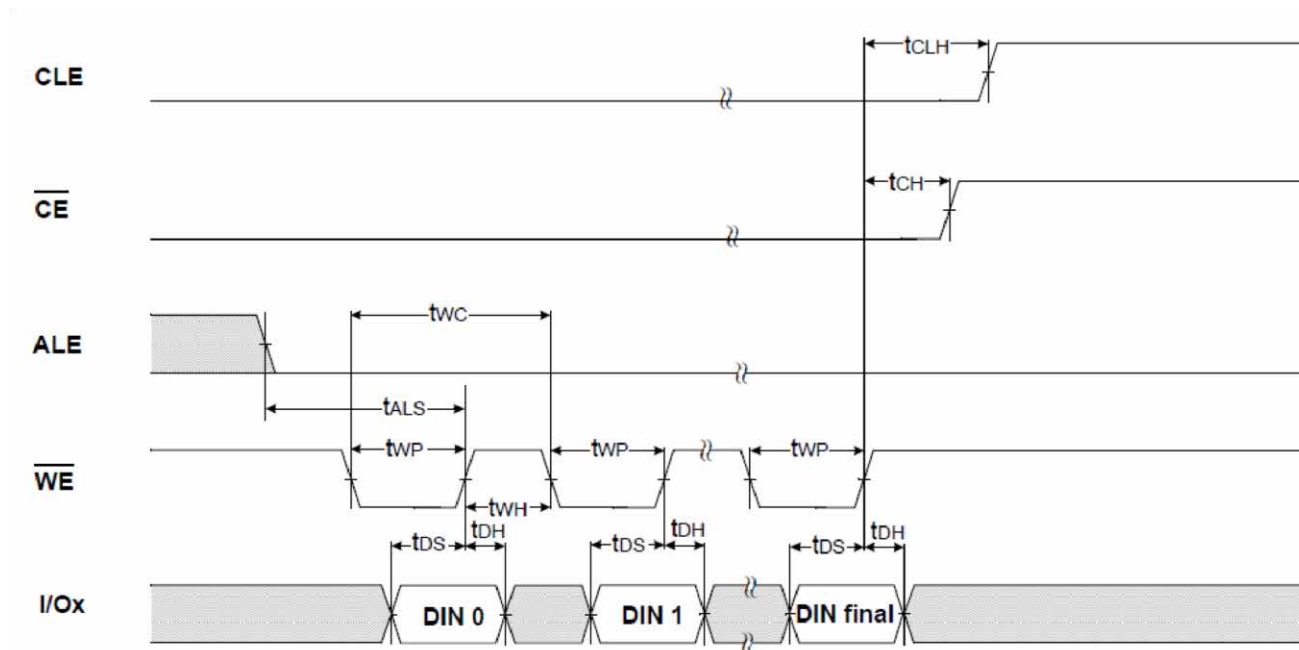 CLE
tCLH
CE
tCH
ALE
tWC
tALS
WE
tWP tWP tWP
tWH
tDS tDH tDS tDH tDS tDH
I/Ox
DIN 0 DIN 1 DIN final